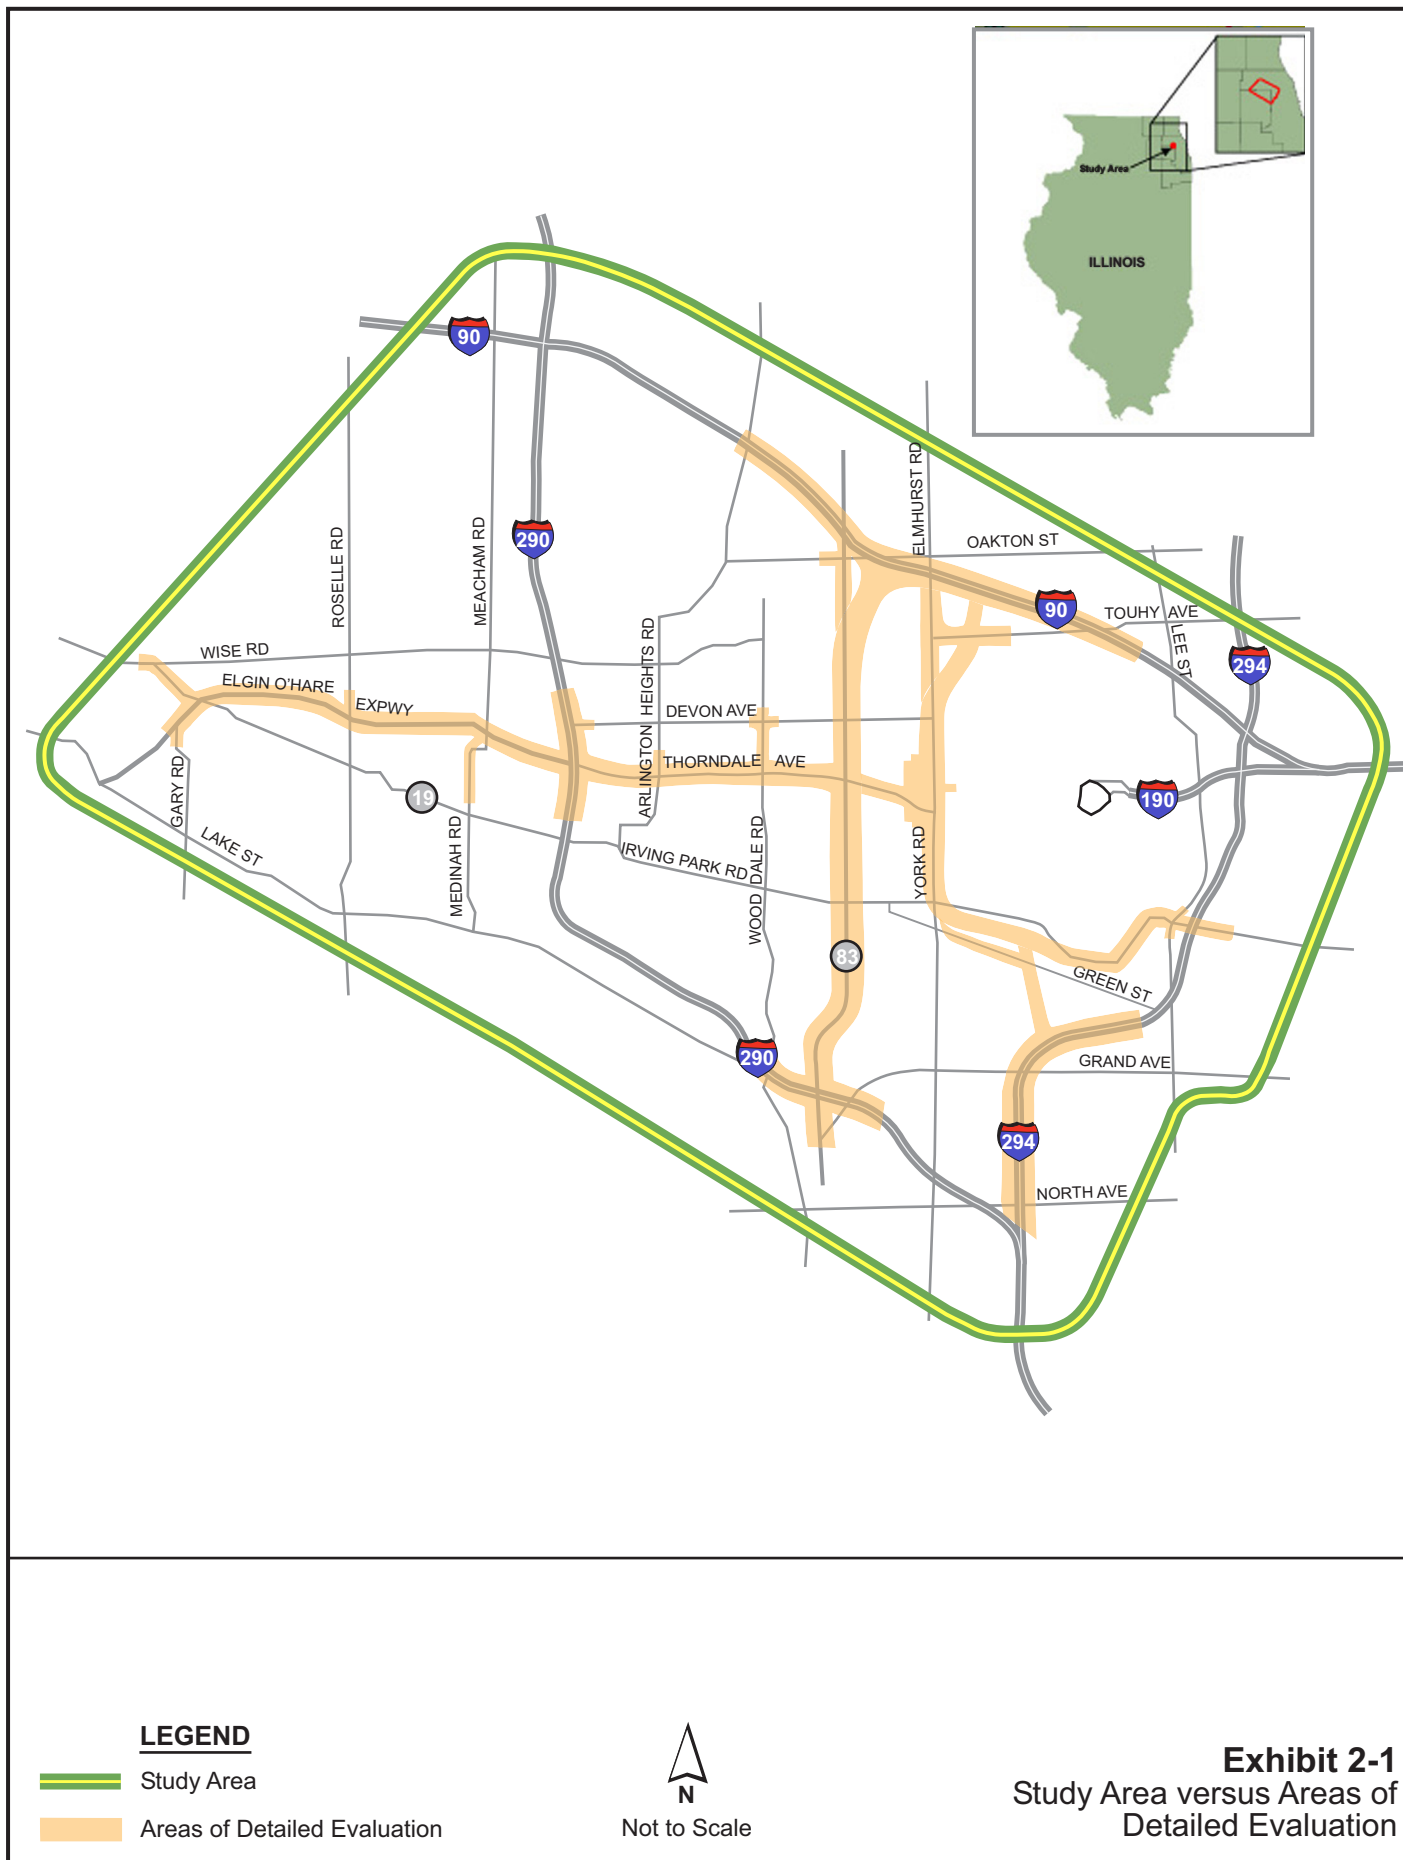 Study Area
ILLINOIS
90
ELMHURST RD
OAKTON ST
290
MEACHAM RD
ROSELLE RD
90
TOUHY AVE
LEE ST
294
WISE RD
ARLINGTON HEIGHTS RD
ELGIN O'HARE
EXPWY
DEVON AVE
THORNDALE AVE
GARY RD
19
190
LAKE ST
MEDINAH RD
IRVING PARK RD
WOOD DALE RD
YORK RD
83
GREEN ST
290
GRAND AVE
294
NORTH AVE
LEGEND
Study Area
Areas of Detailed Evaluation
N
Not to Scale
Exhibit 2-1
Study Area versus Areas of
Detailed Evaluation